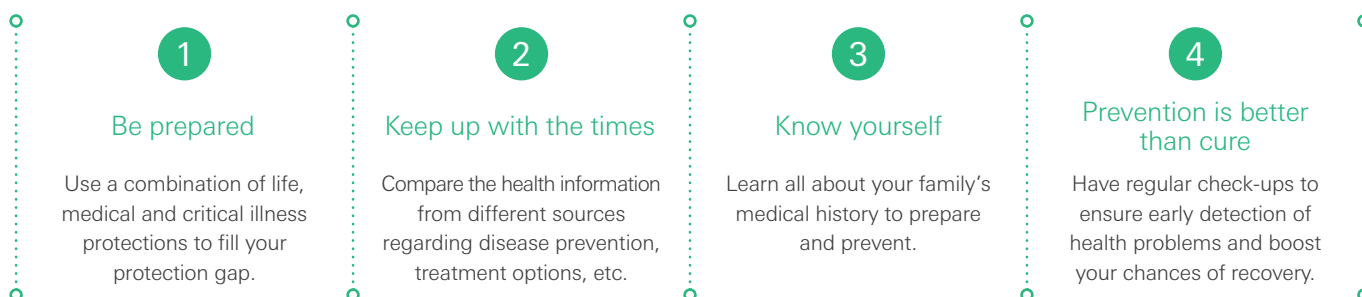 1
Be prepared
Use a combination of life,
medical and critical illness
protections to fill your
protection gap.
2
Keep up with the times
Compare the health information
from different sources
regarding disease prevention,
treatment options, etc.
3
Know yourself
Learn all about your family’s
medical history to prepare
and prevent.
4
Prevention is better
than cure
Have regular check-ups to
ensure early detection of
health problems and boost
your chances of recovery.